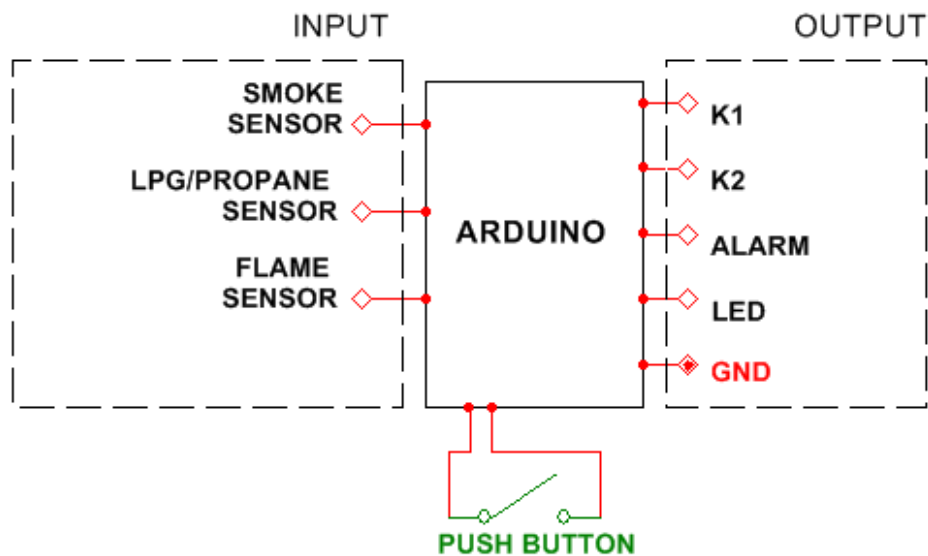 INPUT
OUTPUT
SMOKE
SENSOR
LPG/PROPANE
SENSOR
FLAME
SENSOR
ARDUINO
K1
K2
ALARM
LED
GND
PUSH BUTTON